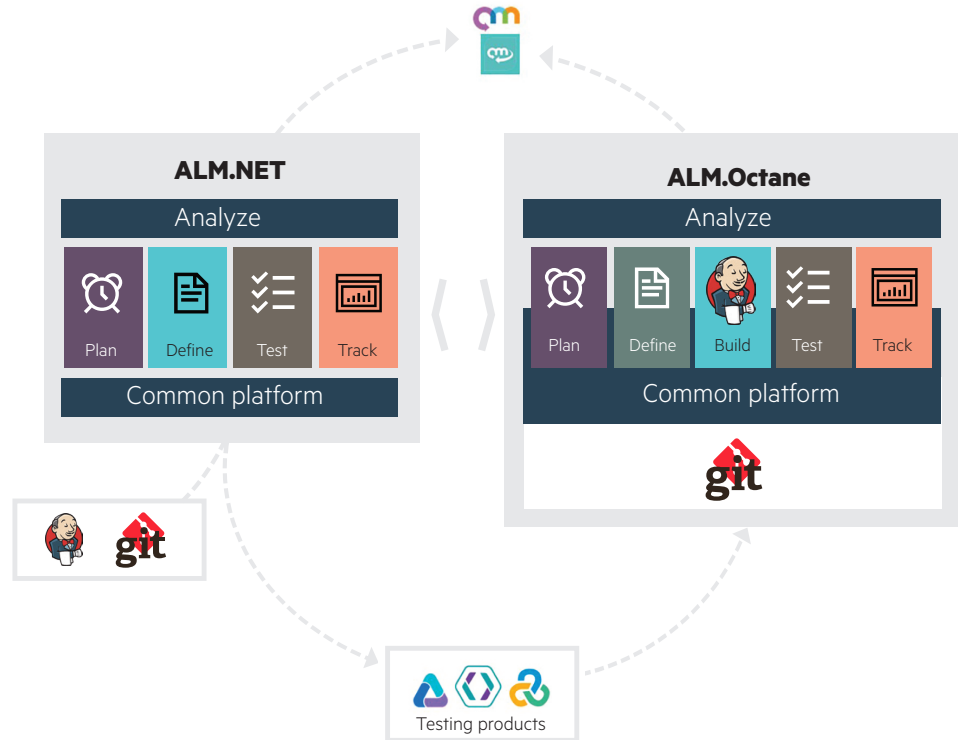 ALM.NET
Analyze
Plan
Define
Test
Track
Common platform
ALM.Octane
Analyze
Plan
Define
Build
Test
Track
Common platform
git
git
Testing products